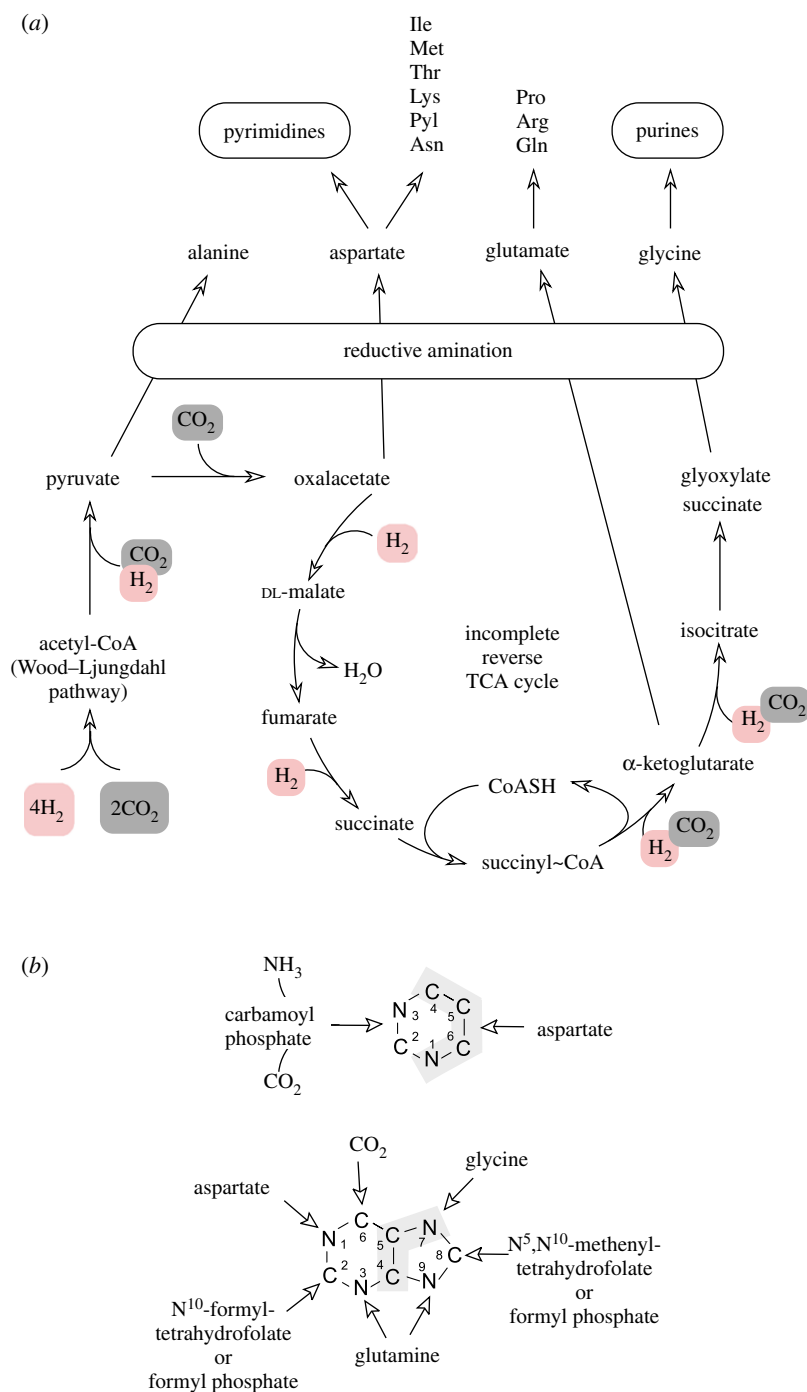 (a)
Ile
Met
Thr
Lys
Pyl
Asn
Pro
Arg
Gln
pyrimidines
purines
alanine
aspartate
glutamate
glycine
reductive amination
CO2
pyruvate
oxalacetate
glyoxylate
succinate
CO2
H2
H2
DL-malate
acetyl-CoA
(Wood–Ljungdahl
pathway)
H2O
incomplete
reverse
TCA cycle
isocitrate
fumarate
H2
CO2
H2
α-ketoglutarate
4H2
2CO2
CoASH
succinate
CO2
H2
succinyl~CoA
(b)
NH3
carbamoyl
phosphate
CO2
C
N 3 4 5 C
C 2 1 6 C
N
aspartate
CO2
glycine
aspartate
C
N 1 6 5 C N 7
C 2 3 4 C 9 N 8 C
N
N5,N10-methenyl-
tetrahydrofolate
or
formyl phosphate
N10-formyl-
tetrahydrofolate
or
formyl phosphate
glutamine